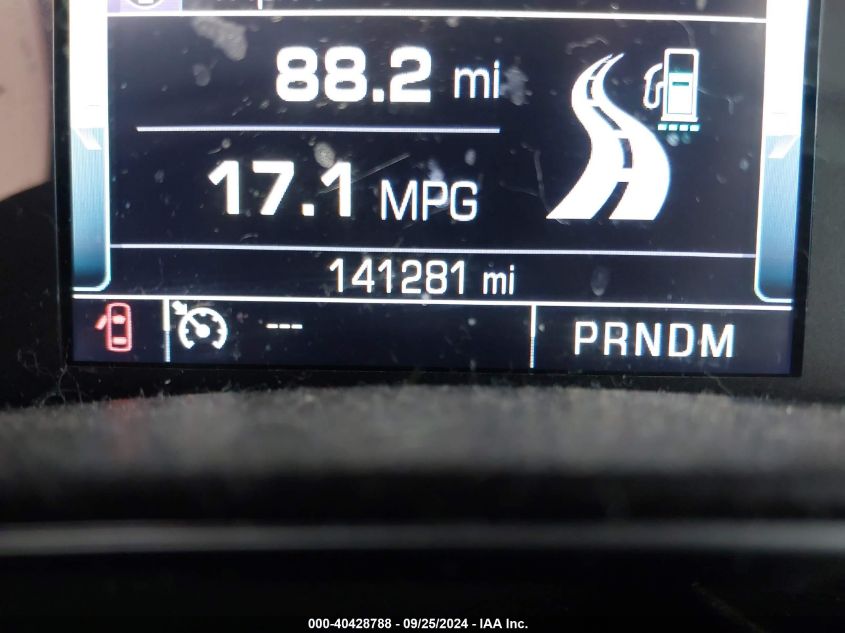 88.2 mi
17.1 MPG
141281 mi
--- PRNDM
000-40428788 - 09/25/2024 - IAA Inc.